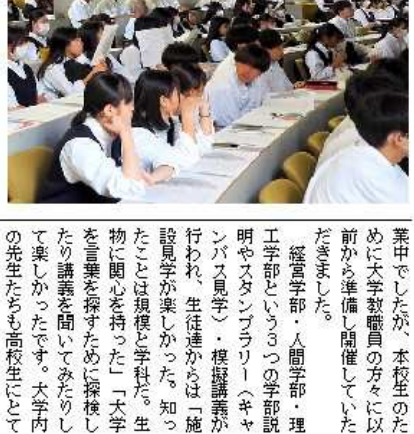 業中でしたが、本校生のた
めに大学教職員の方々に以
前から準備し開催していた
だきました。
経営学部・人間学部・理
工学部という3つの学部説
明やスタンプラリー(キャ
ンパス見学)・模擬講義が
行われ、生徒達からは「施
設見学が楽しかった。知っ
たことは規模と学科だ。生
物に関心を持った」「大学
を言葉を探すために探検し
たり講義を聞いてみたりし
て楽しかったです。大学内
の先生たちも高校生にとて